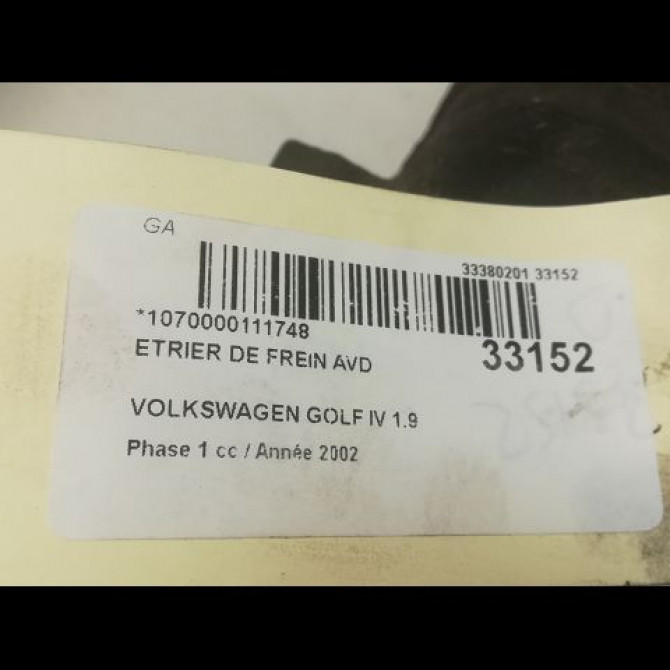 GA
33380201 33152
*1070000111748
33152
ETRIER DE FREIN AVD
VOLKSWAGEN GOLF IV 1.9
Phase 1 cc / Année 2002